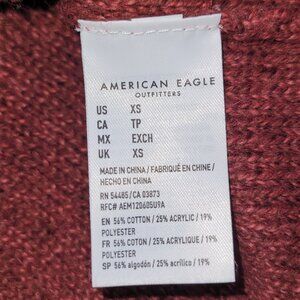 AMERICAN EAGLE
OUTFITTERS
US XS
CA TP
MX EXCH
UK XS
MADE IN CHINA / FABRIQUÉ EN CHINE /
HECHO EN CHINA
RN 54485/ CA 03873
RFC# AEM120605U9A
EN 56% COTTON / 25% ACRYLIC / 19%
POLYESTER
FR 56% COTON / 25% ACRYLIQUE / 19%
POLYESTER
SP 56% algodón / 25% acrílico / 19%